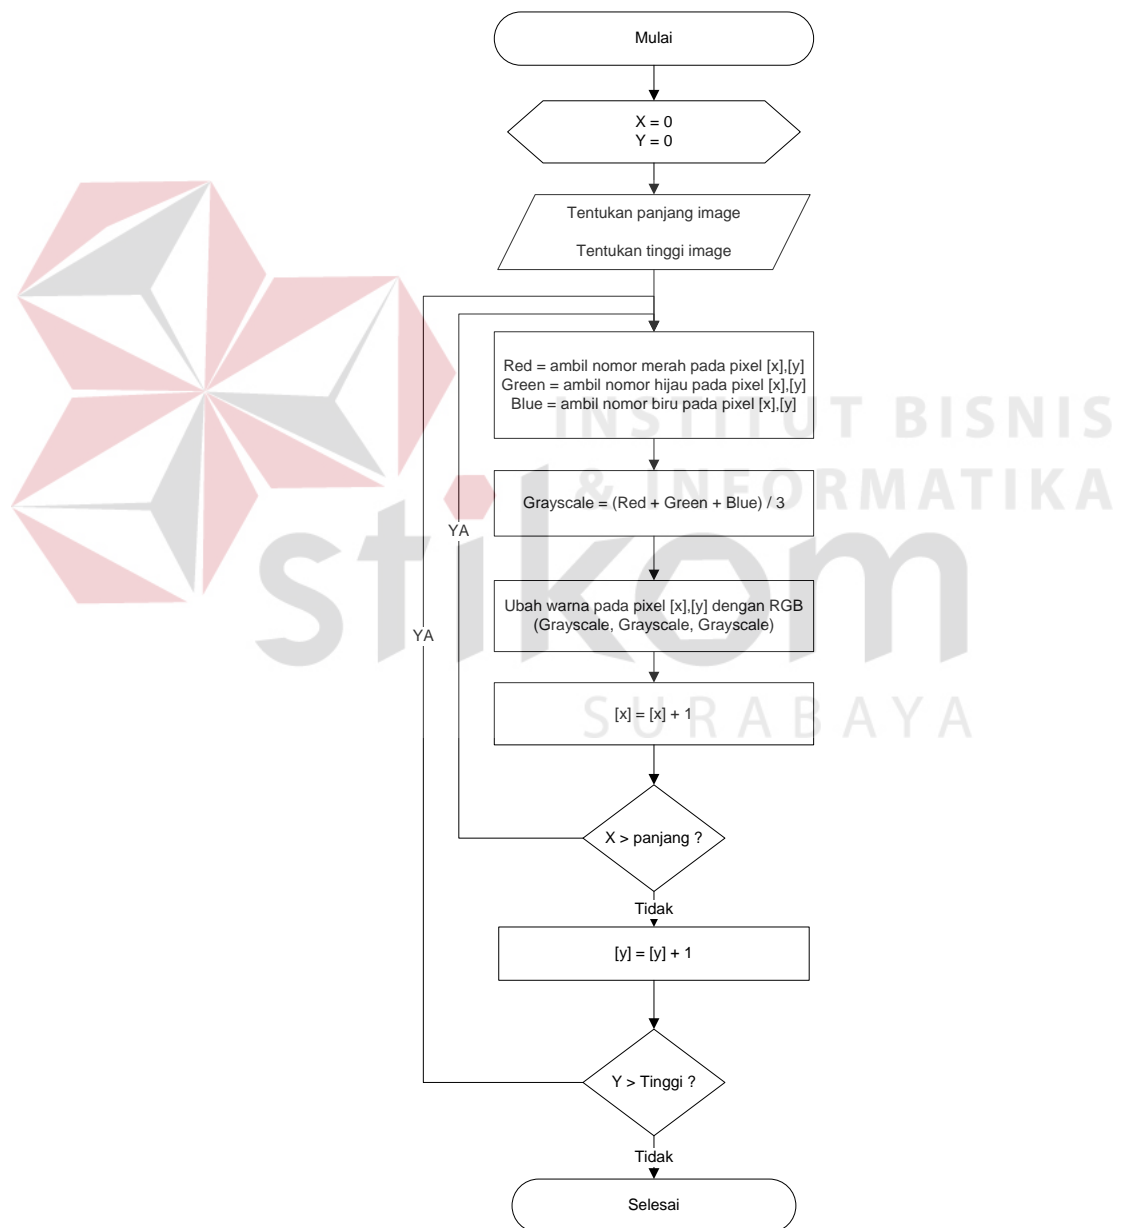 Mulai
X = 0
Y = 0
Tentukan panjang image
Tentukan tinggi image
Red = ambil nomor merah pada pixel [x],[y]
Green = ambil nomor hijau pada pixel [x],[y]
Blue = ambil nomor biru pada pixel [x],[y]
INSTITUT BISNIS
& INFORMATIKA
Grayscale = (Red + Green + Blue) / 3
YA
stikom
Ubah warna pada pixel [x],[y] dengan RGB
(Grayscale, Grayscale, Grayscale)
YA
[x] = [x] + 1
SURABAYA
X > panjang ?
Tidak
[y] = [y] + 1
Y > Tinggi ?
Tidak
Selesai